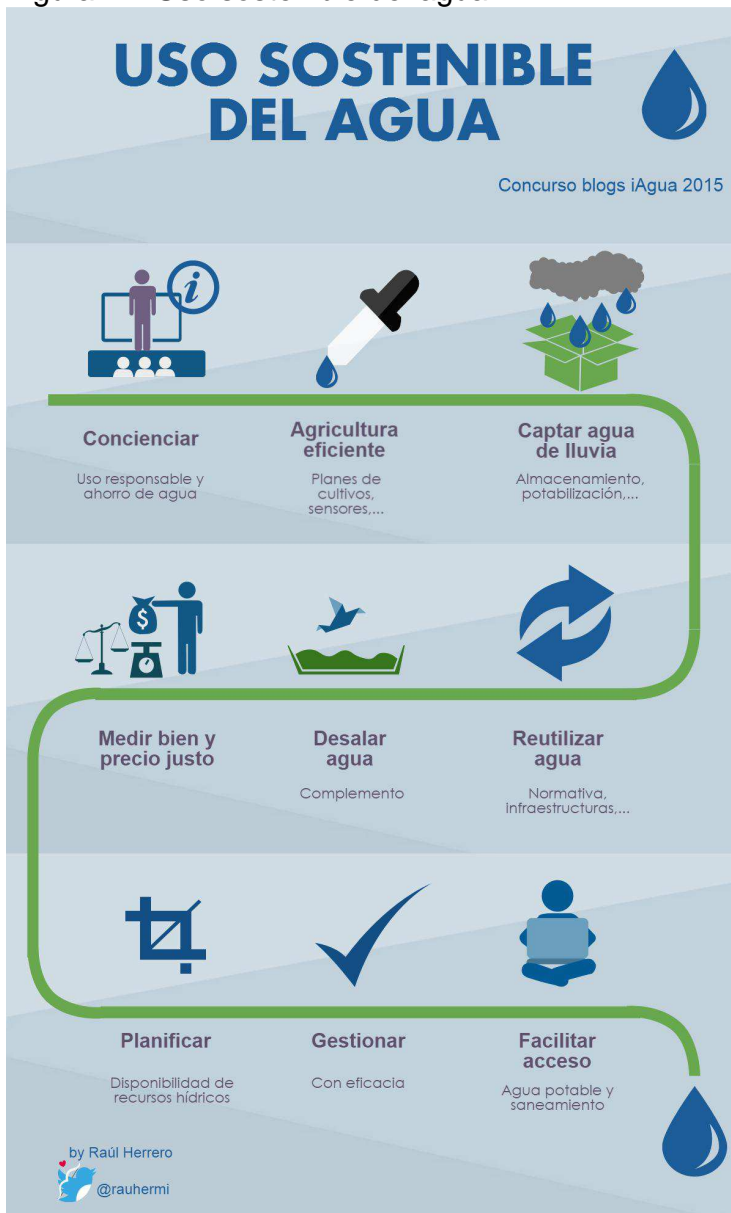 USO SOSTENIBLE
DEL AGUA
Concurso blogs iAgua 2015
i
Concienciar
Uso responsable y
ahorro de agua
Agricultura
eficiente
Planes de
cultivos,
sensores,...
Captar agua
de lluvia
Almacenamiento,
potabilización,...
$
Medir bien y
precio justo
Desalar
agua
Complemento
Reutilizar
agua
Normativa,
infraestructuras,...
Planificar
Disponibilidad de
recursos hídricos
Gestionar
Con eficacia
Facilitar
acceso
Agua potable y
saneamiento
by Raúl Herrero
@rauhermi